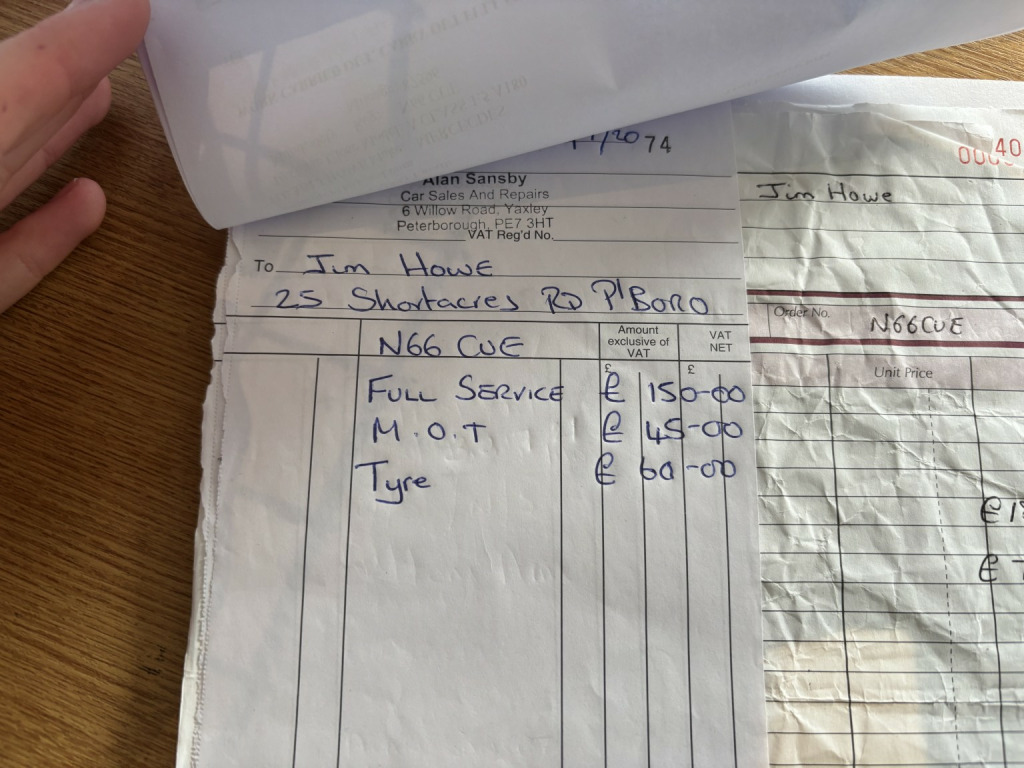 74
Alan Sansby
Car Sales And Repairs
6 Willow Road, Yaxley
Peterborough, PE7 3HT
VAT Reg'd No.
To Jim Howe
25 Shortacres RD P'Boro
N66 CUE
Amount exclusive of VAT
VAT NET
£ £
FULL SERVICE £ 150-00
M.O.T £ 45-00
Tyre £ 60-00
40
Jim Howe
Order No. N66CUE
Unit Price
£
£